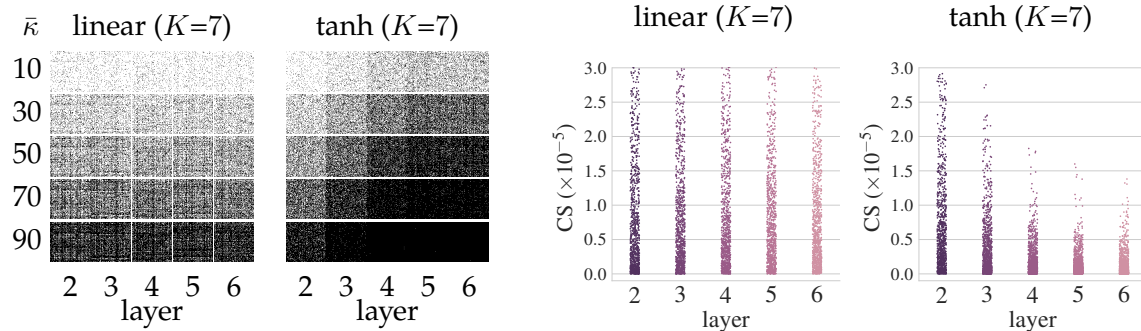 κ̄ linear (K=7) tanh (K=7)
10
30
50
70
90
2 3 4 5 6 2 3 4 5 6
layer layer
linear (K=7) tanh (K=7)
CS (×10⁻⁵)
3.0
2.5
2.0
1.5
1.0
0.5
0.0
2 3 4 5 6
layer
CS (×10⁻⁵)
3.0
2.5
2.0
1.5
1.0
0.5
0.0
2 3 4 5 6
layer